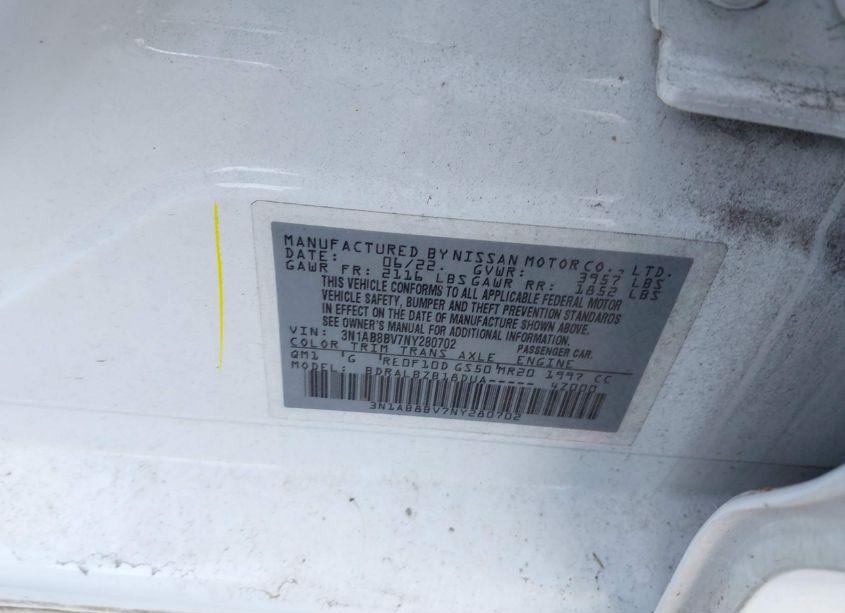 MANUFACTURED BY NISSAN MOTOR CO., LTD.
DATE: 06/22. GVWR: 3957 LBS
GAWR FR: 2116 LBS GAWR RR: 1852 LBS
THIS VEHICLE CONFORMS TO ALL APPLICABLE FEDERAL MOTOR
VEHICLE SAFETY, BUMPER AND THEFT PREVENTION STANDARDS
IN EFFECT ON THE DATE OF MANUFACTURE SHOWN ABOVE.
SEE OWNER'S MANUAL FOR ADDITIONAL INFORMATION.
VIN: 3N1AB8BV7NY280702 PASSENGER CAR.
COLOR TRIM TRANS AXLE ENGINE
QM1 'G 'RE0F10D GS50'MR20 1997 CC
MODEL: BDRALBZB18DUA----- 47000
3N1AB8BV7NY280702